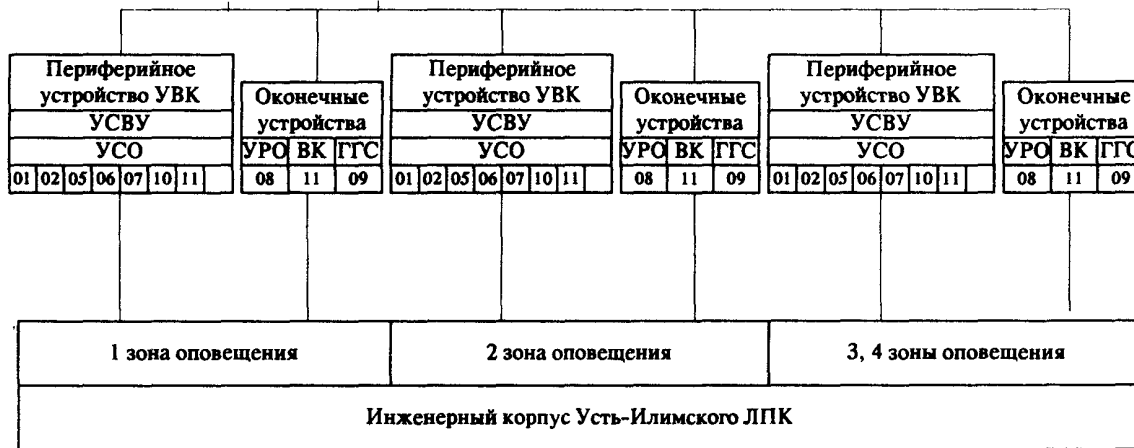 Периферийное
устройство УВК
УСВУ
УСО
01 02 05 06 07 10 11
Оконечные
устройства
УРО ВК ГГС
08 11 09
Периферийное
устройство УВК
УСВУ
УСО
01 02 05 06 07 10 11
Оконечные
устройства
УРО ВК ГГС
08 11 09
Периферийное
устройство УВК
УСВУ
УСО
01 02 05 06 07 10 11
Оконечные
устройства
УРО ВК ГГС
08 11 09
1 зона оповещения
2 зона оповещения
3, 4 зоны оповещения
Инженерный корпус Усть-Илимского ЛПК